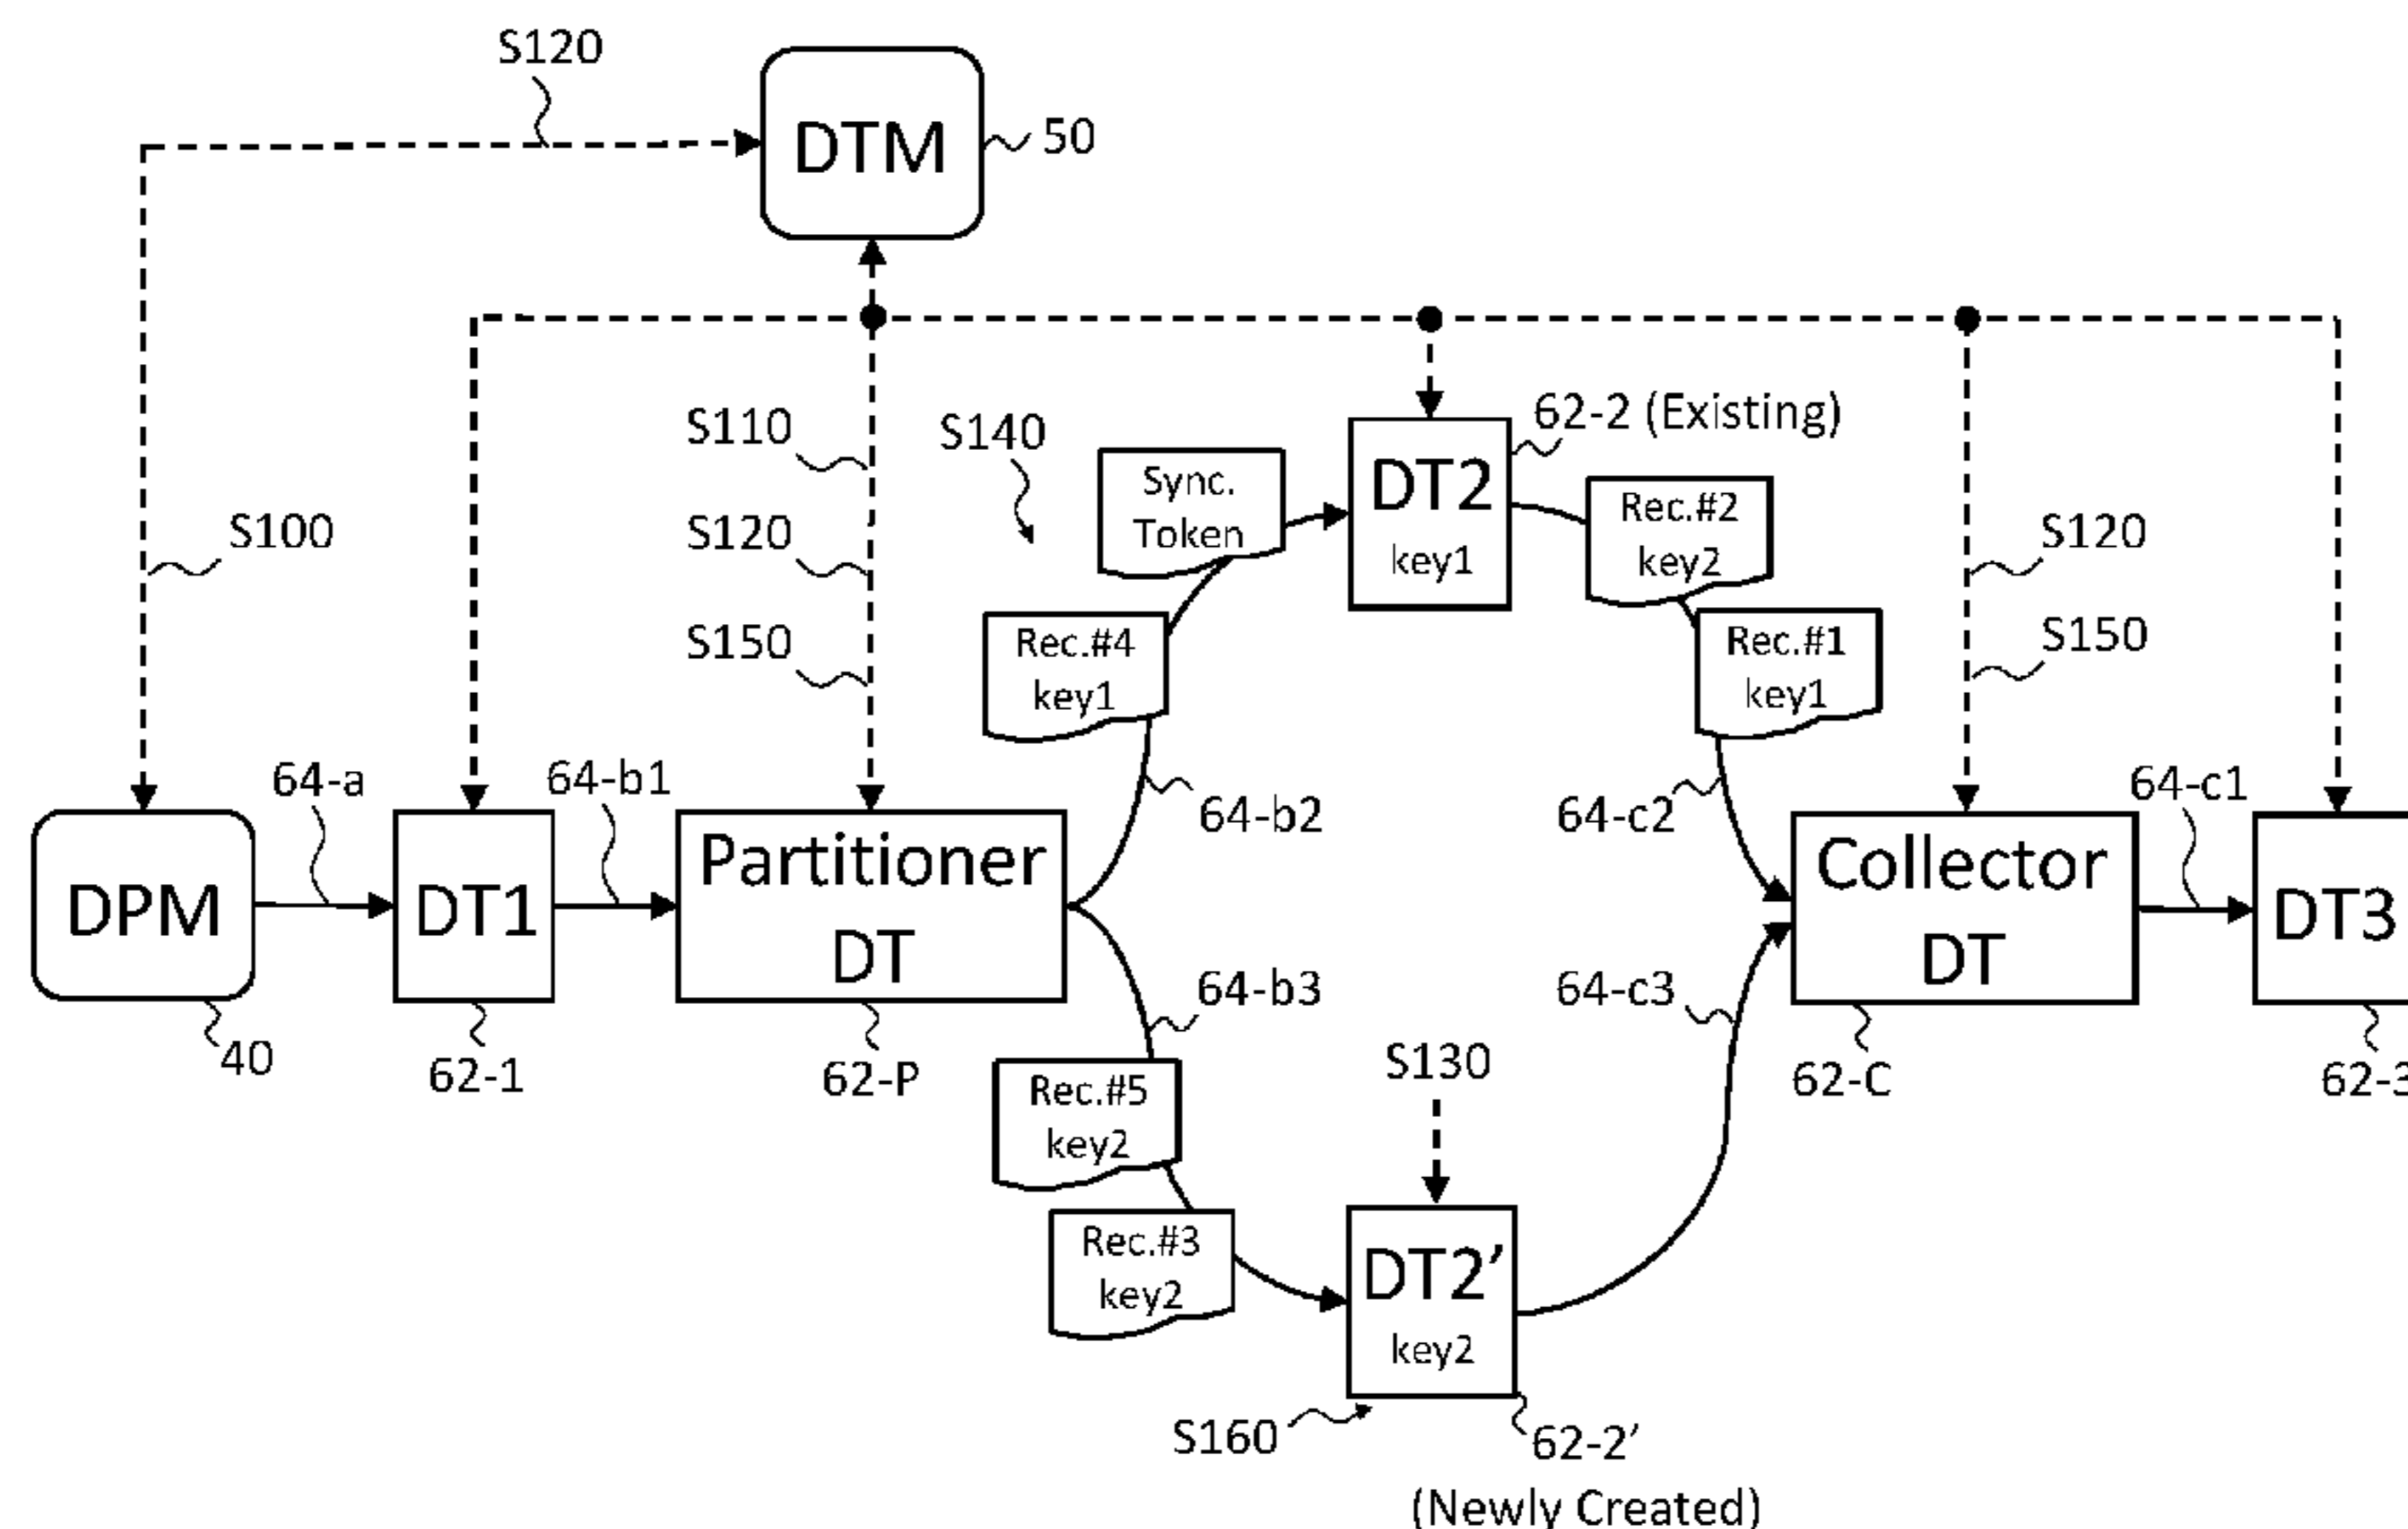 S120
DTM
50
S110
S120
S150
S140
S100
Sync.
Token
DT2
key1
62-2 (Existing)
Rec.#2
key2
Rec.#1
key1
S120
S150
Rec.#4
key1
64-a
64-b1
64-b2
64-c2
64-c1
DPM
DT1
Partitioner
DT
Collector
DT
DT3
40
62-1
62-P
64-b3
64-c3
62-C
62-3
Rec.#5
key2
Rec.#3
key2
S130
DT2’
key2
S160
62-2’
(Newly Created)